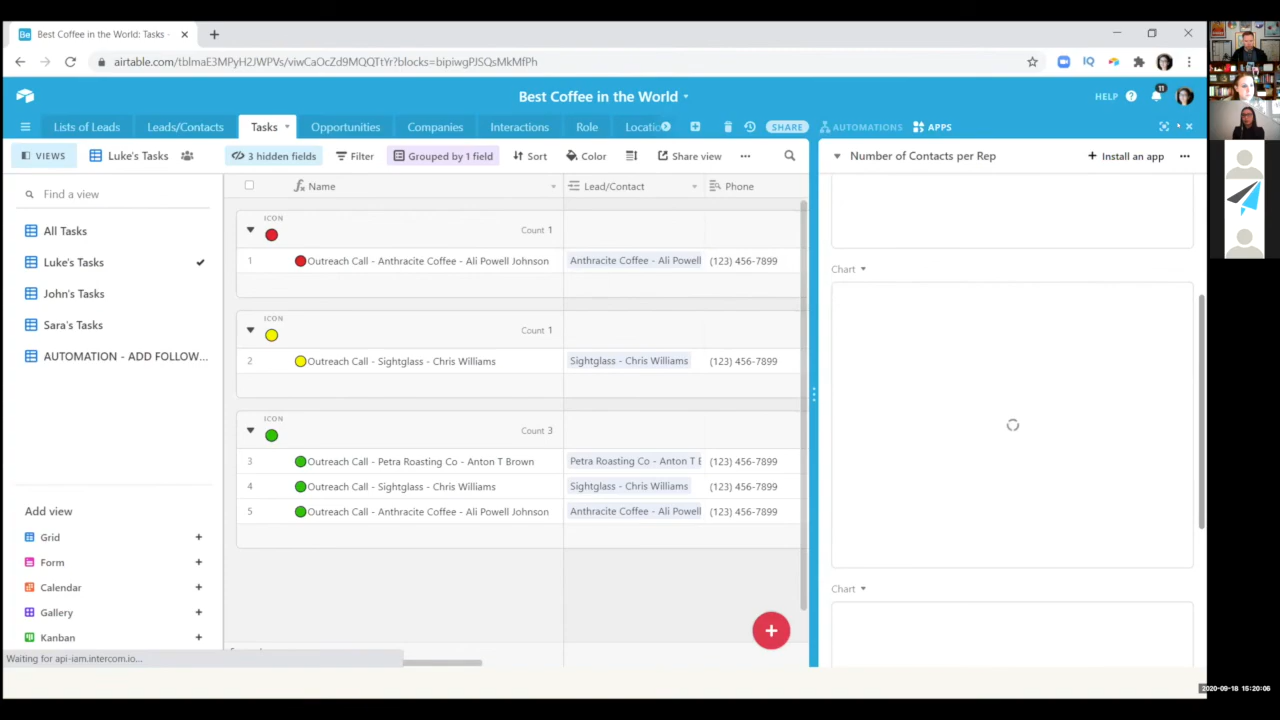 Be Best Coffee in the World: Tasks -
airtable.com/tblmaE3MPyH2JWPVs/viwCaOcZd9MQQTtYr?blocks=bipiwgPJSQsMkMfPh
IQ
Best Coffee in the World
HELP
11
Lists of Leads
Leads/Contacts
Tasks
Opportunities
Companies
Interactions
Role
Locatio
SHARE
AUTOMATIONS
APPS
VIEWS
Luke's Tasks
3 hidden fields
Filter
Grouped by 1 field
Sort
Color
Share view
Number of Contacts per Rep
Install an app
Find a view
All Tasks
Luke's Tasks
John's Tasks
Sara's Tasks
AUTOMATION - ADD FOLLOW...
Add view
Grid
Form
Calendar
Gallery
Kanban
Waiting for api-iam.intercom.io...
Name Lead/Contact Phone
ICON
Count 1
1 Outreach Call - Anthracite Coffee - Ali Powell Johnson Anthracite Coffee - Ali Powell (123) 456-7899
ICON
Count 1
2 Outreach Call - Sightglass - Chris Williams Sightglass - Chris Williams (123) 456-7899
ICON
Count 3
3 Outreach Call - Petra Roasting Co - Anton T Brown Petra Roasting Co - Anton T B (123) 456-7899
4 Outreach Call - Sightglass - Chris Williams Sightglass - Chris Williams (123) 456-7899
5 Outreach Call - Anthracite Coffee - Ali Powell Johnson Anthracite Coffee - Ali Powell (123) 456-7899
Chart
Chart
2020-09-18 15:20:06